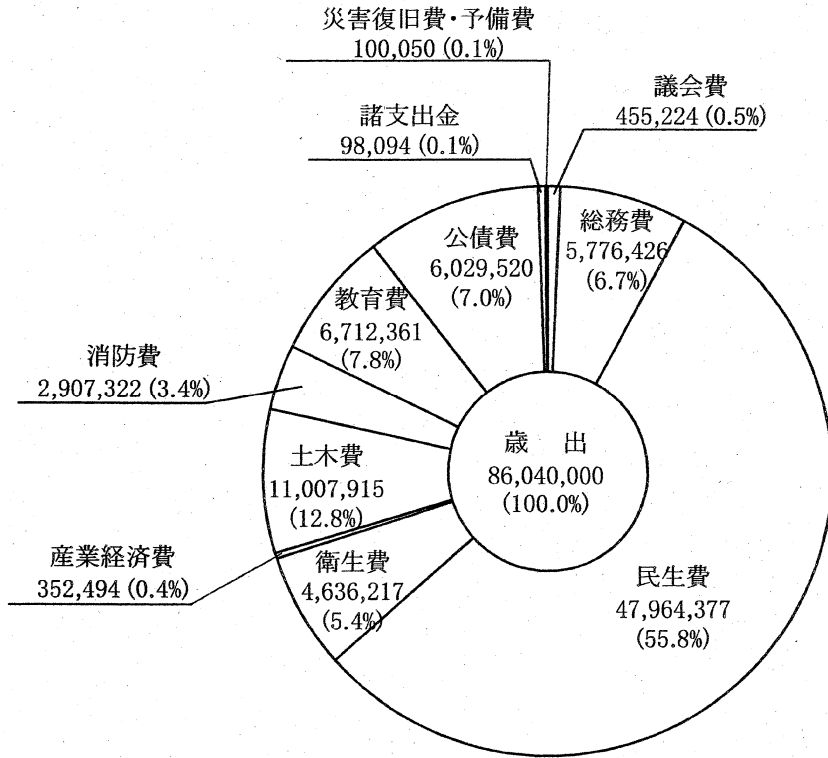 災害復旧費・予備費
100,050 (0.1%)
議会費
455,224 (0.5%)
諸支出金
98,094 (0.1%)
総務費
5,776,426
(6.7%)
公債費
6,029,520
(7.0%)
教育費
6,712,361
(7.8%)
消防費
2,907,322 (3.4%)
歳 出
86,040,000
(100.0%)
土木費
11,007,915
(12.8%)
産業経済費
352,494 (0.4%)
衛生費
4,636,217
(5.4%)
民生費
47,964,377
(55.8%)